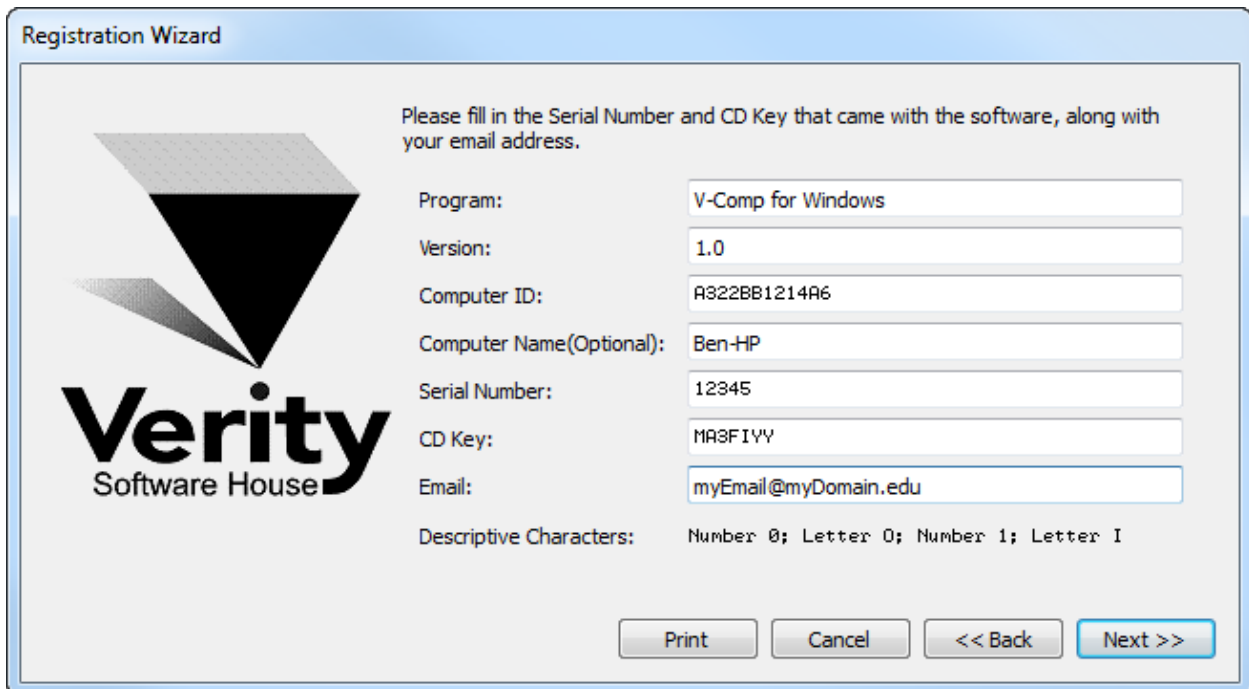 Registration Wizard
Please fill in the Serial Number and CD Key that came with the software, along with
your email address.
Program: V-Comp for Windows
Version: 1.0
Computer ID: A322BB1214A6
Computer Name(Optional): Ben-HP
Serial Number: 12345
CD Key: MA3FIYY
Email: myEmail@myDomain.edu
Descriptive Characters: Number 0; Letter O; Number 1; Letter I
Verity
Software House
Print Cancel << Back Next >>